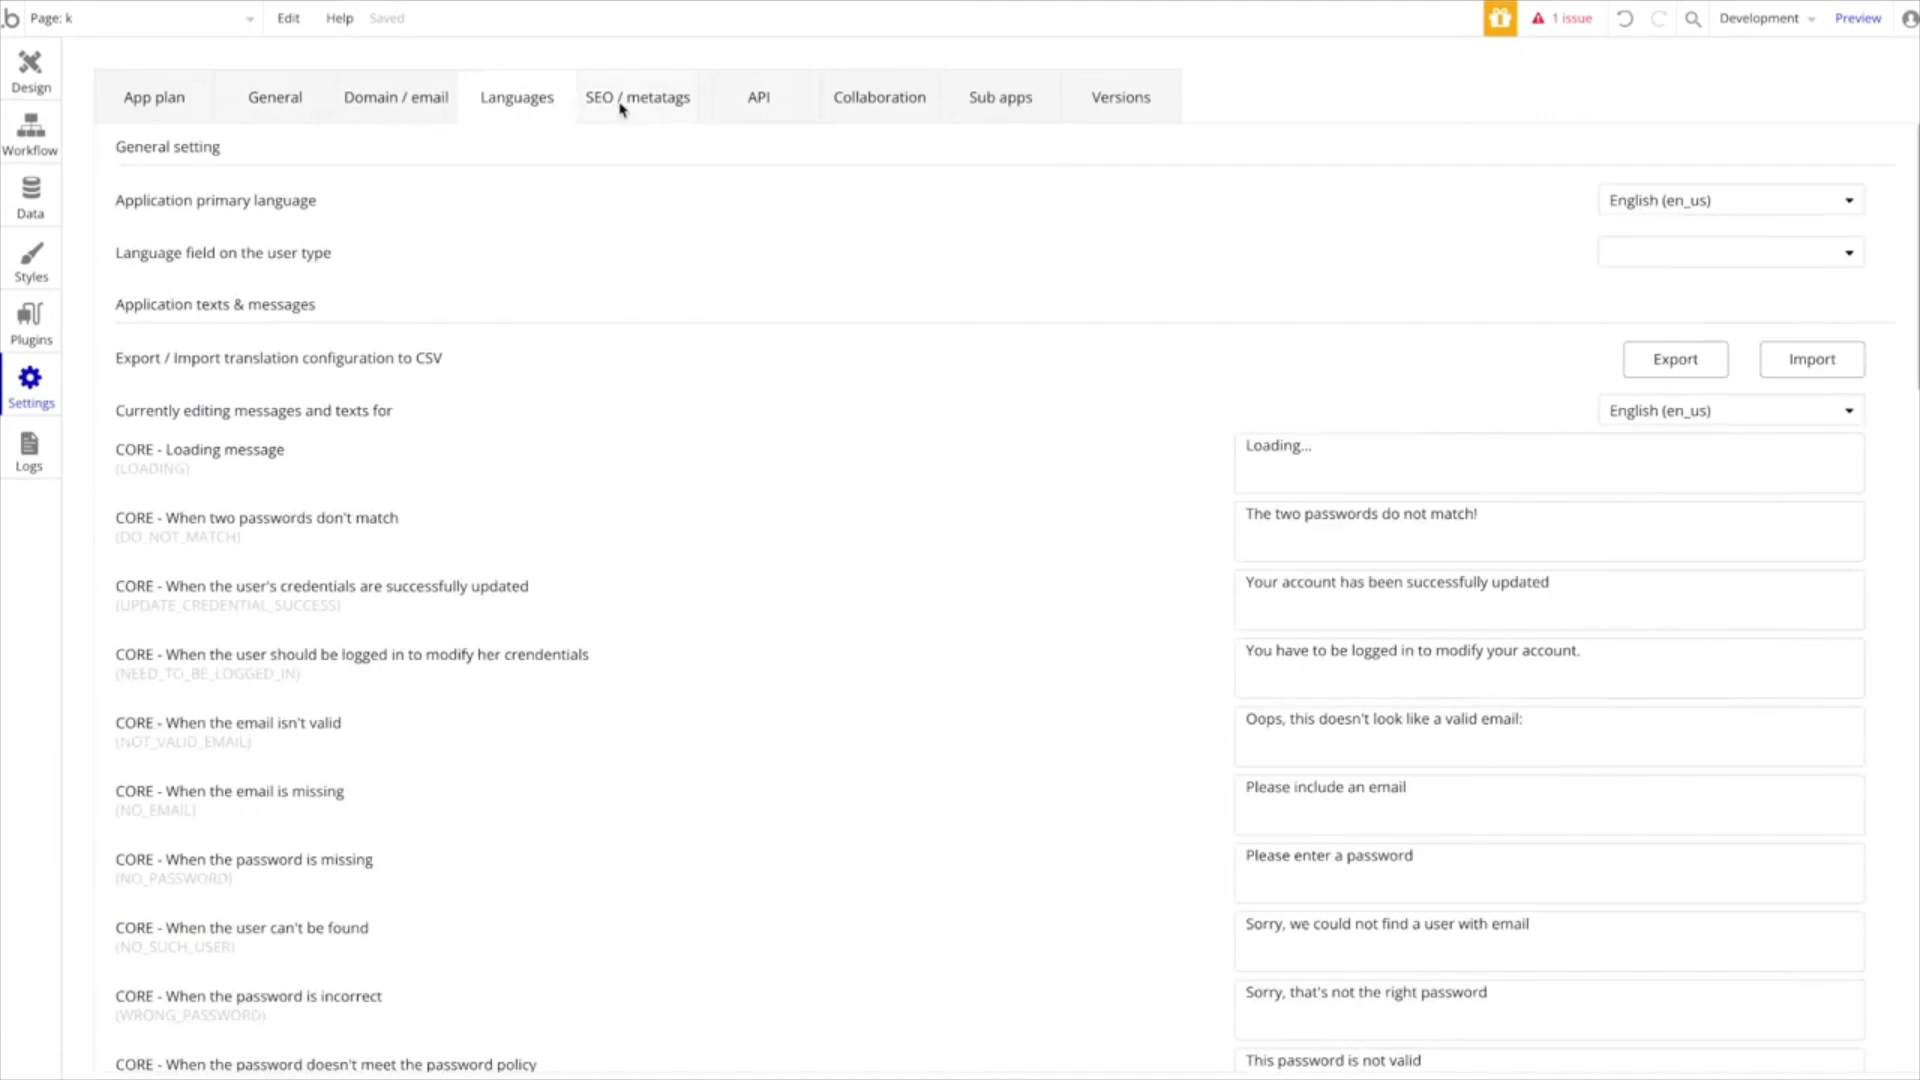 .b Page: k Edit Help Saved 1 issue Development Preview
Design
Workflow
Data
Styles
Plugins
Settings
Logs
App plan General Domain / email Languages SEO / metatags API Collaboration Sub apps Versions
General setting
Application primary language English (en_us)
Language field on the user type
Application texts & messages
Export / Import translation configuration to CSV Export Import
Currently editing messages and texts for English (en_us)
CORE - Loading message Loading...
(LOADING)
CORE - When two passwords don't match The two passwords do not match!
(DO_NOT_MATCH)
CORE - When the user's credentials are successfully updated Your account has been successfully updated
(UPDATE_CREDENTIAL_SUCCESS)
CORE - When the user should be logged in to modify her crendentials You have to be logged in to modify your account.
(NEED_TO_BE_LOGGED_IN)
CORE - When the email isn't valid Oops, this doesn't look like a valid email:
(NOT_VALID_EMAIL)
CORE - When the email is missing Please include an email
(NO_EMAIL)
CORE - When the password is missing Please enter a password
(NO_PASSWORD)
CORE - When the user can't be found Sorry, we could not find a user with email
(NO_SUCH_USER)
CORE - When the password is incorrect Sorry, that's not the right password
(WRONG_PASSWORD)
CORE - When the password doesn't meet the password policy This password is not valid